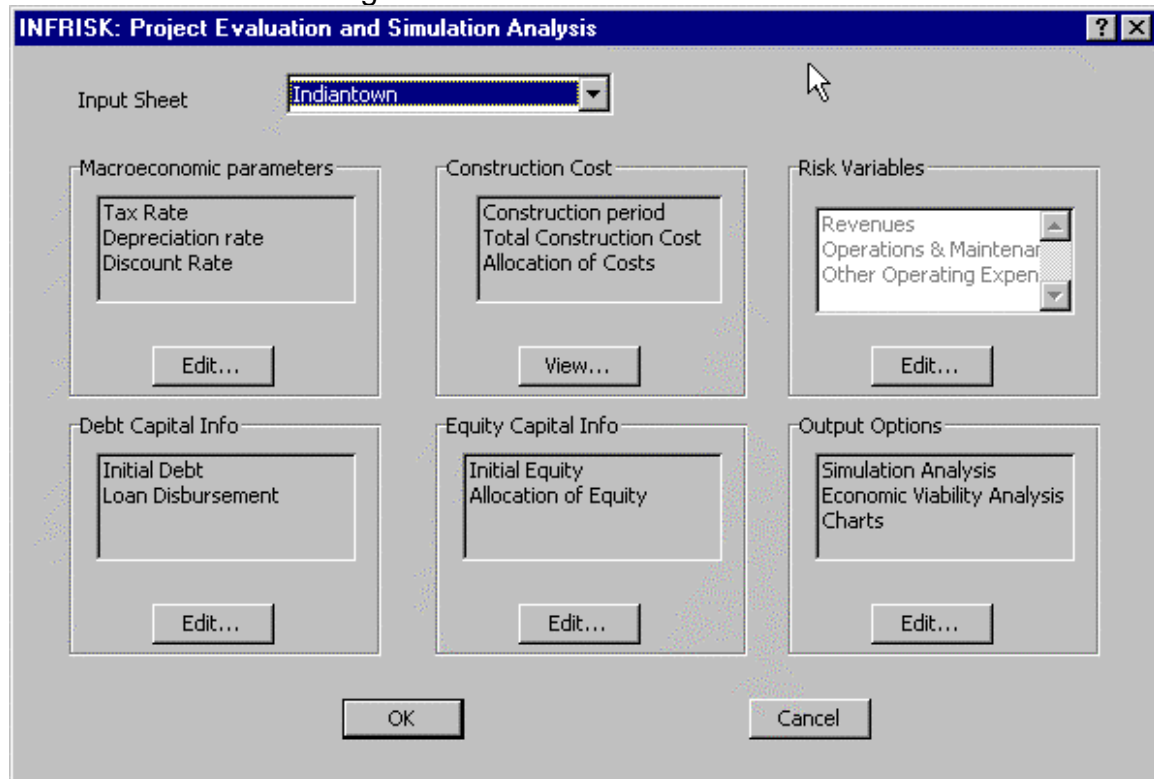 INFRISK: Project Evaluation and Simulation Analysis
Input Sheet
Indiantown
Macroeconomic parameters
Tax Rate
Depreciation rate
Discount Rate
Edit...
Construction Cost
Construction period
Total Construction Cost
Allocation of Costs
View...
Risk Variables
Revenues
Operations & Maintenar
Other Operating Expen
Edit...
Debt Capital Info
Initial Debt
Loan Disbursement
Edit...
Equity Capital Info
Initial Equity
Allocation of Equity
Edit...
Output Options
Simulation Analysis
Economic Viability Analysis
Charts
Edit...
OK
Cancel